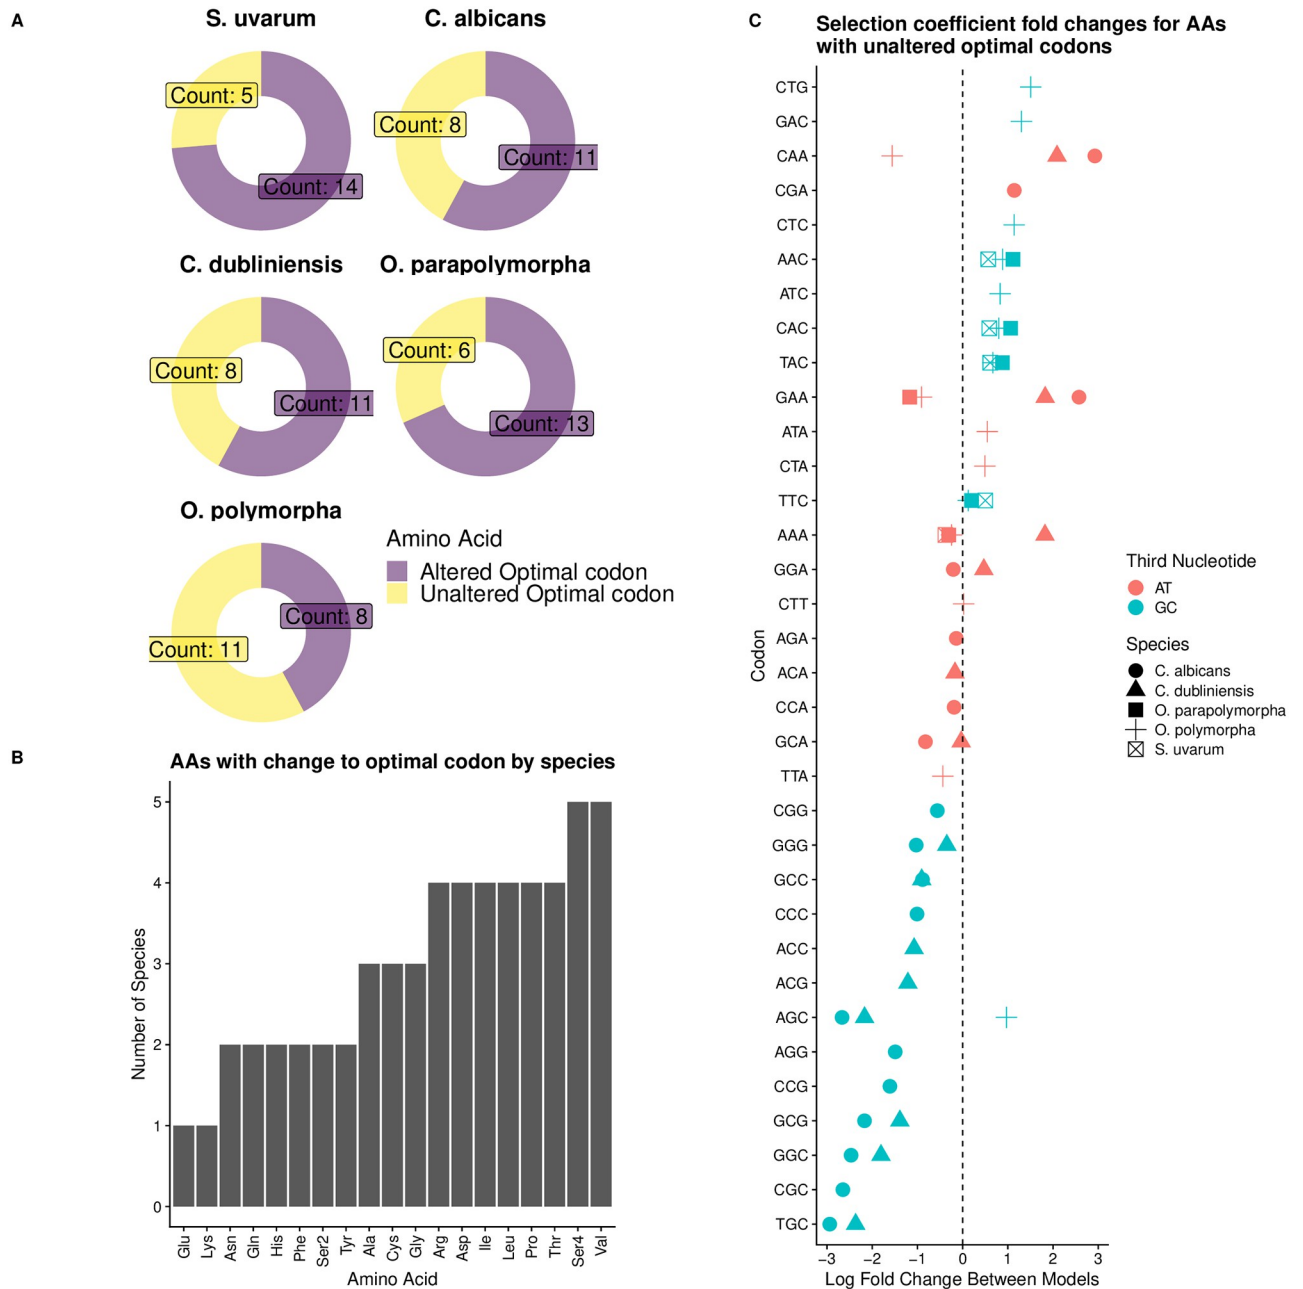 A
S. uvarum
C. albicans
Count: 5
Count: 14
Count: 8
Count: 11
C. dubliniensis
O. parapolymorpha
Count: 8
Count: 11
Count: 6
Count: 13
O. polymorpha
Count: 8
Count: 11
Amino Acid
Altered Optimal codon
Unaltered Optimal codon
B
AAs with change to optimal codon by species
Number of Species
5
4
3
2
1
0
Glu
Lys
Asn
Gln
His
Phe
Ser2
Tyr
Ala
Cys
Gly
Arg
Asp
Ile
Leu
Pro
Thr
Ser4
Val
Amino Acid
C
Selection coefficient fold changes for AAs
with unaltered optimal codons
Codon
CTG
GAC
CAA
CGA
CTC
AAC
ATC
CAC
TAC
GAA
ATA
CTA
TTC
AAA
GGA
CTT
AGA
ACA
CCA
GCA
TTA
CGG
GGG
GCC
CCC
ACC
ACG
AGC
AGG
CCG
GCG
GGC
CGC
TGC
−3 −2 −1 0 1 2 3
Log Fold Change Between Models
Third Nucleotide
AT
GC
Species
C. albicans
C. dubliniensis
O. parapolymorpha
O. polymorpha
S. uvarum